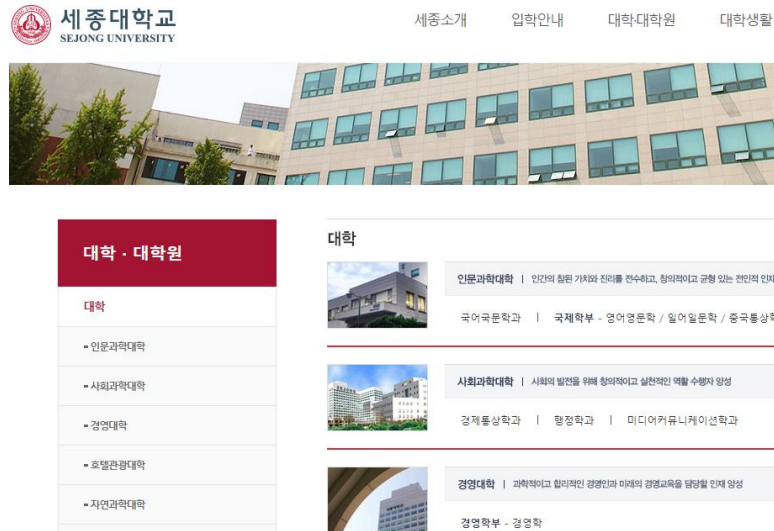 세종대학교
SEJONG UNIVERSITY
세종소개 입학안내 대학·대학원 대학생활
대학 · 대학원
대학
인문과학대학
사회과학대학
경영대학
호텔관광대학
자연과학대학
대학
인문과학대학 | 인간의 참된 가치와 진리를 전수하고, 창의적이고 균형 있는 전인적 인재
국어국문학과 | 국제학부 - 영어영문학 / 일어일문학 / 중국통상학
사회과학대학 | 사회의 발전을 위해 창의적이고 실천적인 역할 수행자 양성
경제통상학과 | 행정학과 | 미디어커뮤니케이션학과
경영대학 | 과학적이고 합리적인 경영인과 미래의 경영교육을 담당할 인재 양성
경영학부 - 경영학